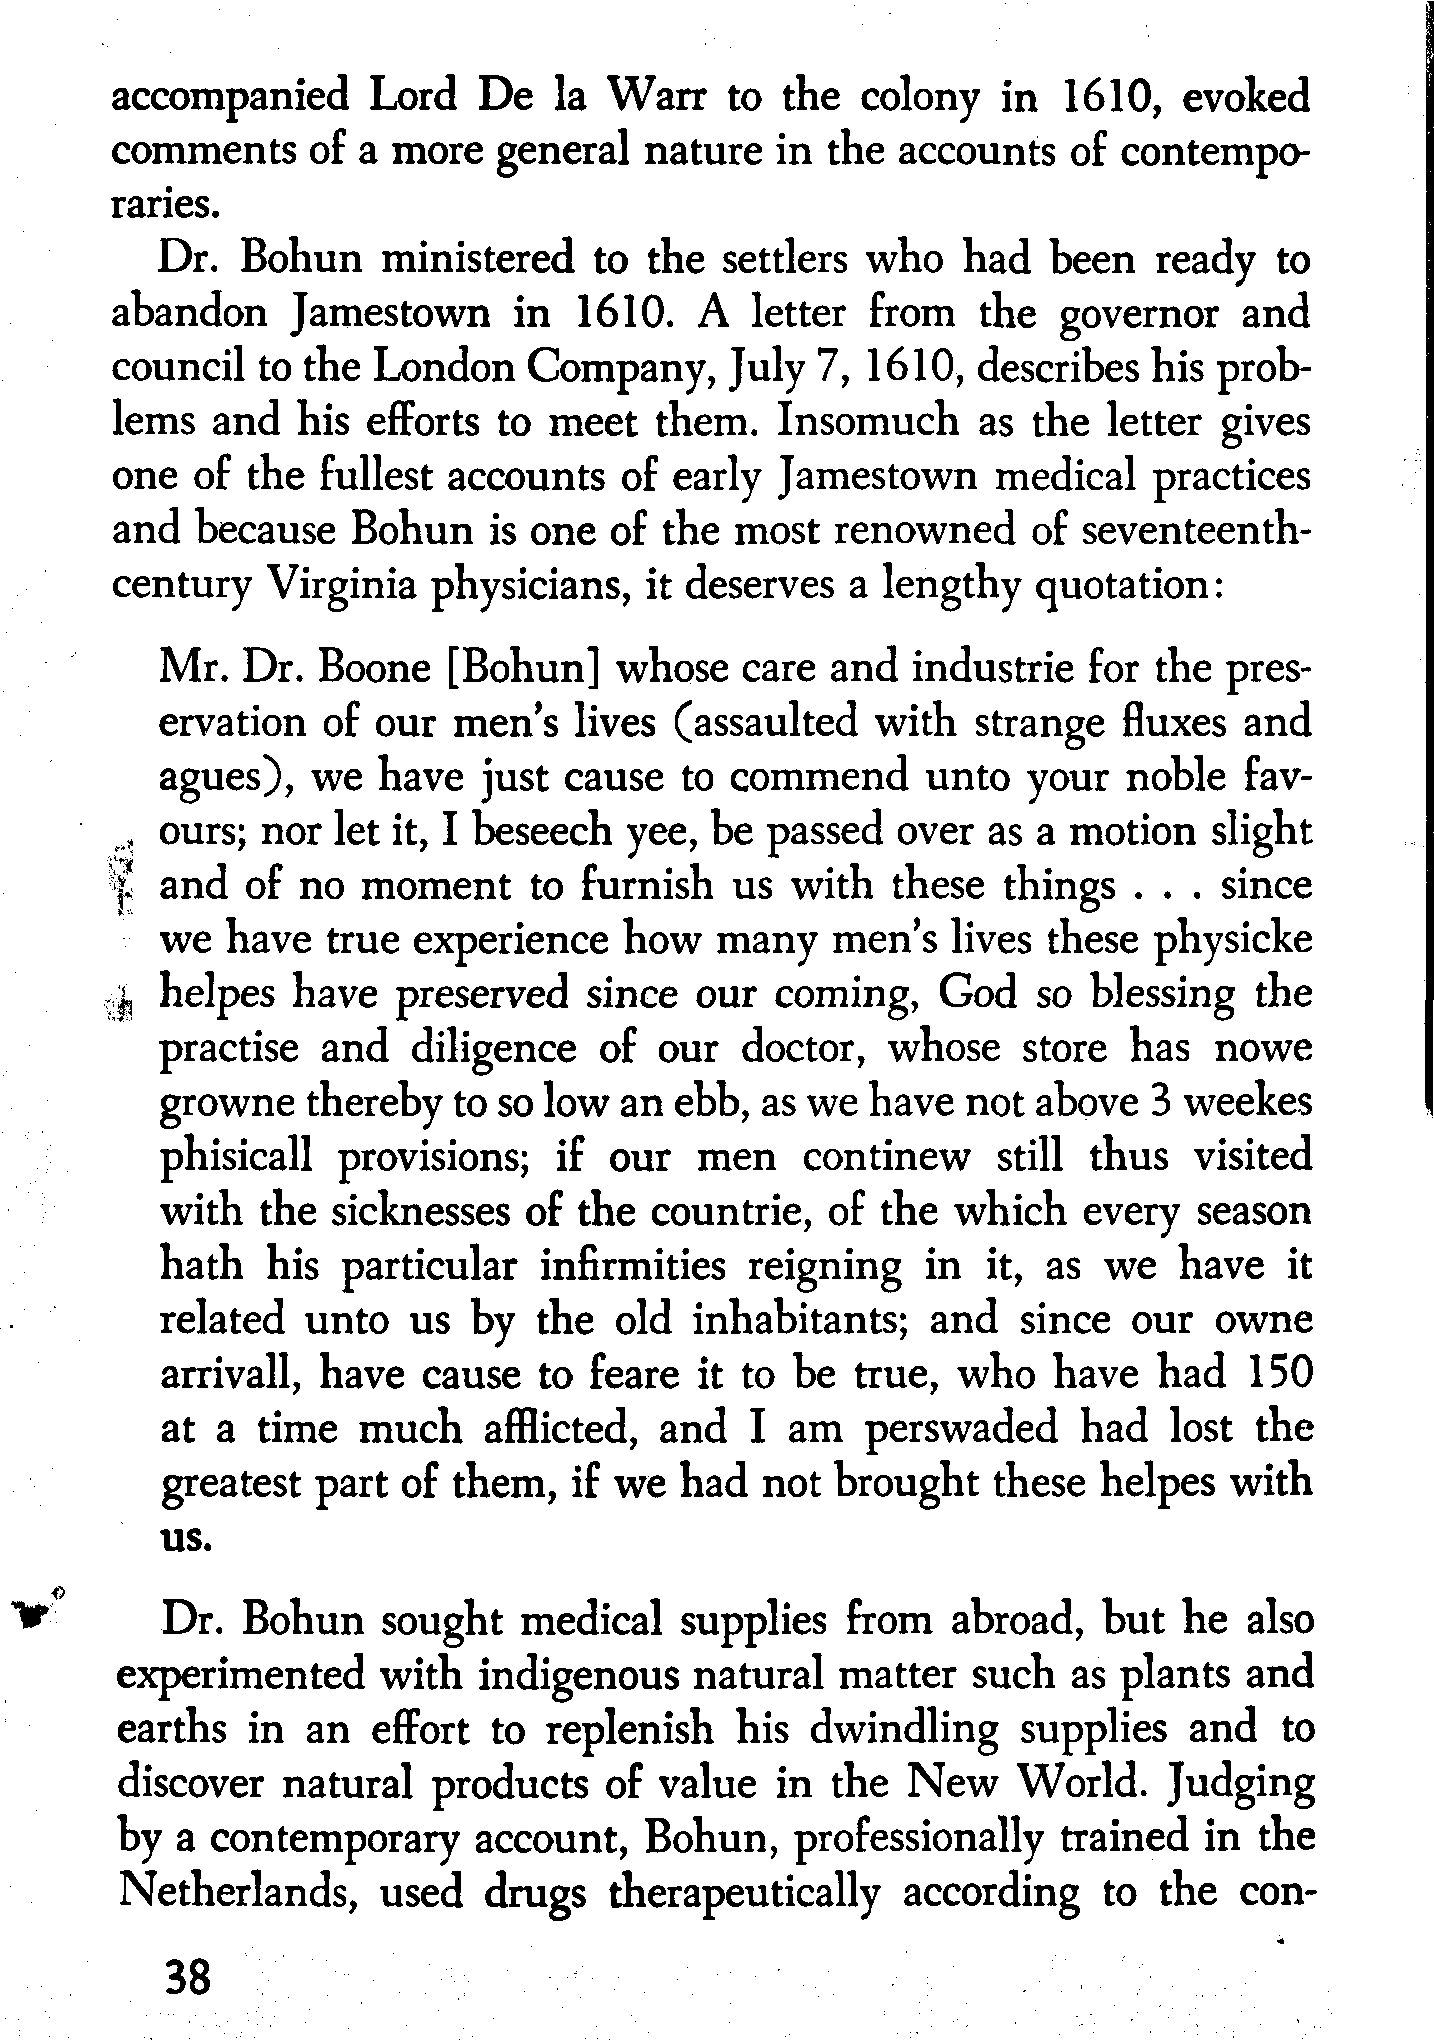 accompanied Lord De la Warr to the colony in 1610, evoked
comments of a more general nature in the accounts of contempo-
raries.
Dr. Bohun ministered to the settlers who had been ready to
abandon Jamestown in 1610. A letter from the governor and
council to the London Company, July 7, 1610, describes his prob-
lems and his efforts to meet them. Insomuch as the letter gives
one of the fullest accounts of early Jamestown medical practices
and because Bohun is one of the most renowned of seventeenth-
century Virginia physicians, it deserves a lengthy quotation:
Mr. Dr. Boone [Bohun] whose care and industrie for the pres-
ervation of our men's lives (assaulted with strange fluxes and
agues), we have just cause to commend unto your noble fav-
ours; nor let it, I beseech yee, be passed over as a motion slight
and of no moment to furnish us with these things . . . since
we have true experience how many men's lives these physicke
helpes have preserved since our coming, God so blessing the
practise and diligence of our doctor, whose store has nowe
growne thereby to so low an ebb, as we have not above 3 weekes
phisicall provisions; if our men continew still thus visited
with the sicknesses of the countrie, of the which every season
hath his particular infirmities reigning in it, as we have it
related unto us by the old inhabitants; and since our owne
arrivall, have cause to feare it to be true, who have had 150
at a time much afflicted, and I am perswaded had lost the
greatest part of them, if we had not brought these helpes with
us.
Dr. Bohun sought medical supplies from abroad, but he also
experimented with indigenous natural matter such as plants and
earths in an effort to replenish his dwindling supplies and to
discover natural products of value in the New World. Judging
by a contemporary account, Bohun, professionally trained in the
Netherlands, used drugs therapeutically according to the con-
38